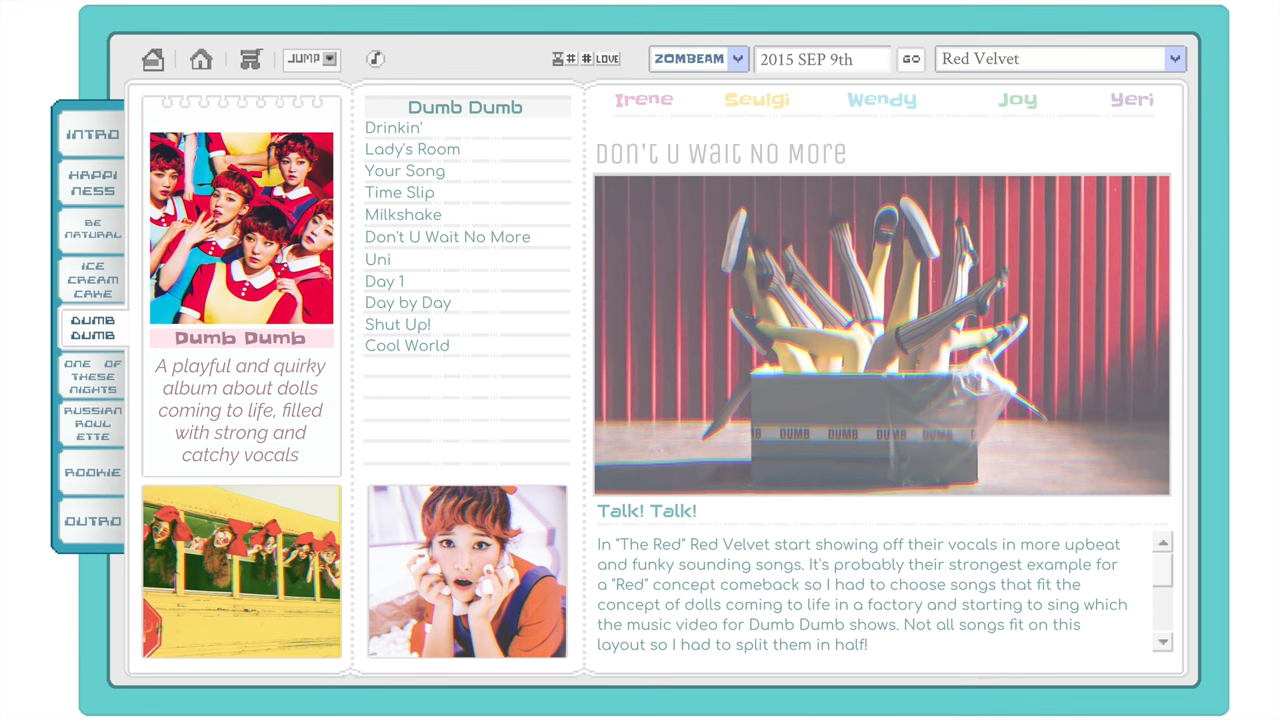 JUMP
# # LOVE
ZOMBEAM
2015 SEP 9th
GO
Red Velvet
INTRO
HAPPI
NESS
BE
NATURAL
ICE
CREAM
CAKE
DUMB
DUMB
ONE OF
THESE
NIGHTS
RUSSIAN
ROUL
ETTE
ROOKIE
OUTRO
Dumb Dumb
A playful and quirky
album about dolls
coming to life, filled
with strong and
catchy vocals
Dumb Dumb
Drinkin'
Lady's Room
Your Song
Time Slip
Milkshake
Don't U Wait No More
Uni
Day 1
Day by Day
Shut Up!
Cool World
Irene Seulgi Wendy Joy Yeri
Don't U Wait No More
DUMB DUMB DUMB DUMB
Talk! Talk!
In "The Red" Red Velvet start showing off their vocals in more upbeat
and funky sounding songs. It's probably their strongest example for
a "Red" concept comeback so I had to choose songs that fit the
concept of dolls coming to life in a factory and starting to sing which
the music video for Dumb Dumb shows. Not all songs fit on this
layout so I had to split them in half!